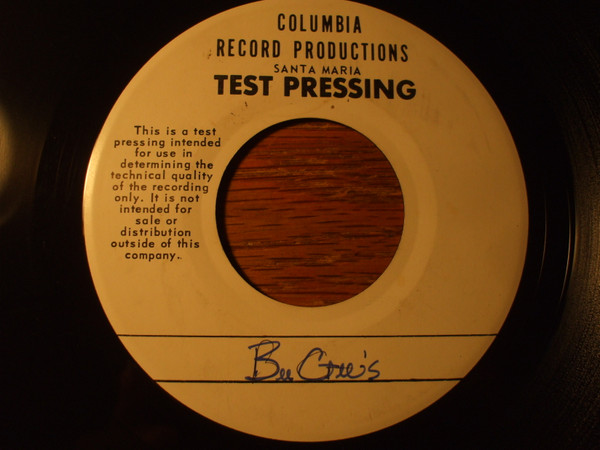 COLUMBIA
RECORD PRODUCTIONS
SANTA MARIA
TEST PRESSING
This is a test
pressing intended
for use in
determining the
technical quality
of the recording
only. It is not
intended for
sale or
distribution
outside of this
company.
Bee Gee's